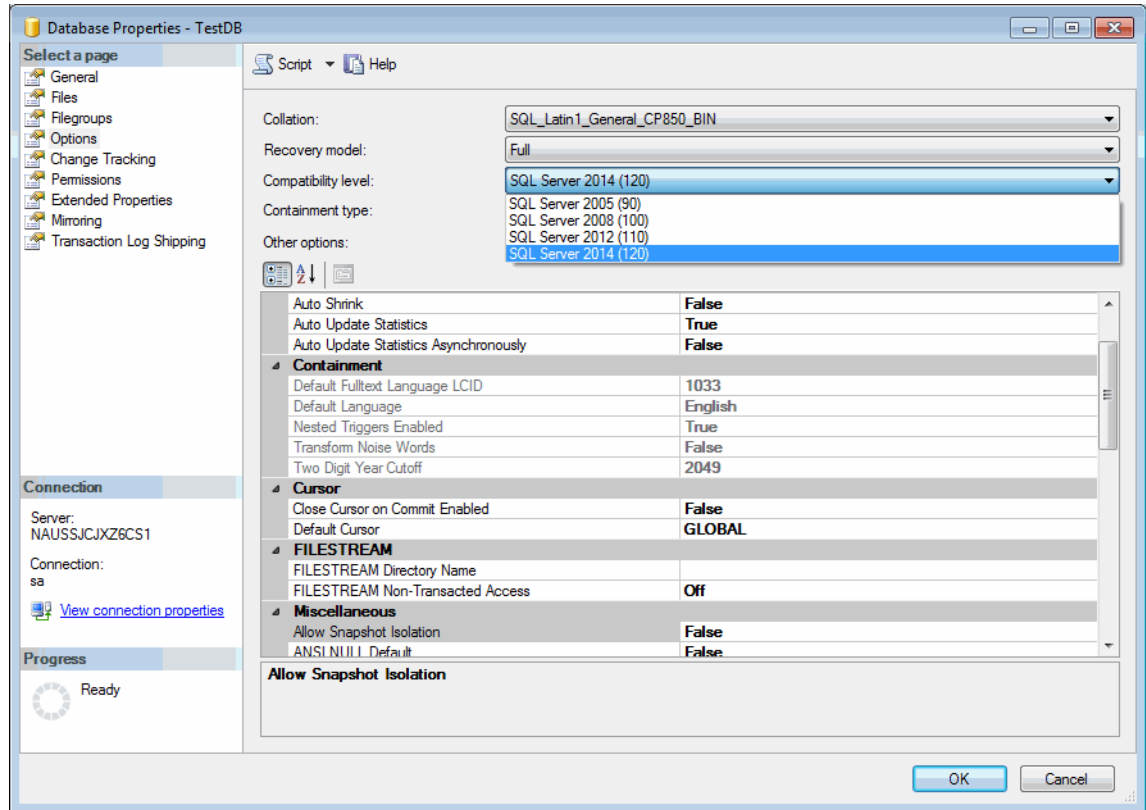 Database Properties - TestDB
Select a page
General
Files
Filegroups
Options
Change Tracking
Permissions
Extended Properties
Mirroring
Transaction Log Shipping
Connection
Server:
NAUSSJCJXZ6CS1
Connection:
sa
View connection properties
Progress
Ready
Script Help
Collation: SQL_Latin1_General_CP850_BIN
Recovery model: Full
Compatibility level: SQL Server 2014 (120)
SQL Server 2005 (90)
SQL Server 2008 (100)
Containment type:
SQL Server 2012 (110)
Other options:
SQL Server 2014 (120)
Auto Shrink False
Auto Update Statistics True
Auto Update Statistics Asynchronously False
Containment
Default Fulltext Language LCID 1033
Default Language English
Nested Triggers Enabled True
Transform Noise Words False
Two Digit Year Cutoff 2049
Cursor
Close Cursor on Commit Enabled False
Default Cursor GLOBAL
FILESTREAM
FILESTREAM Directory Name
FILESTREAM Non-Transacted Access Off
Miscellaneous
Allow Snapshot Isolation False
ANSI NULL Default False
Allow Snapshot Isolation
OK Cancel